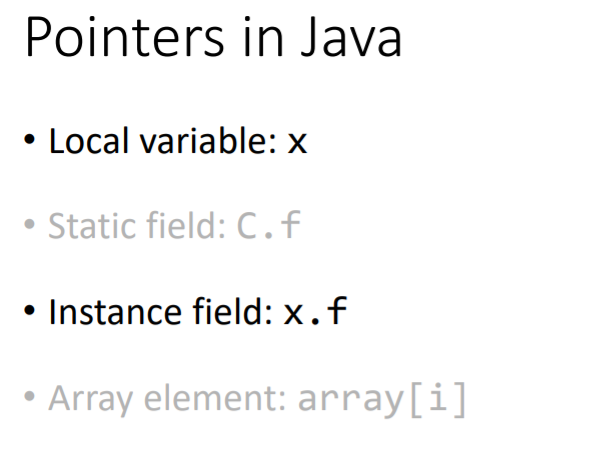 Pointers in Java
• Local variable: x
• Static field: C.f
• Instance field: x.f
• Array element: array[i]